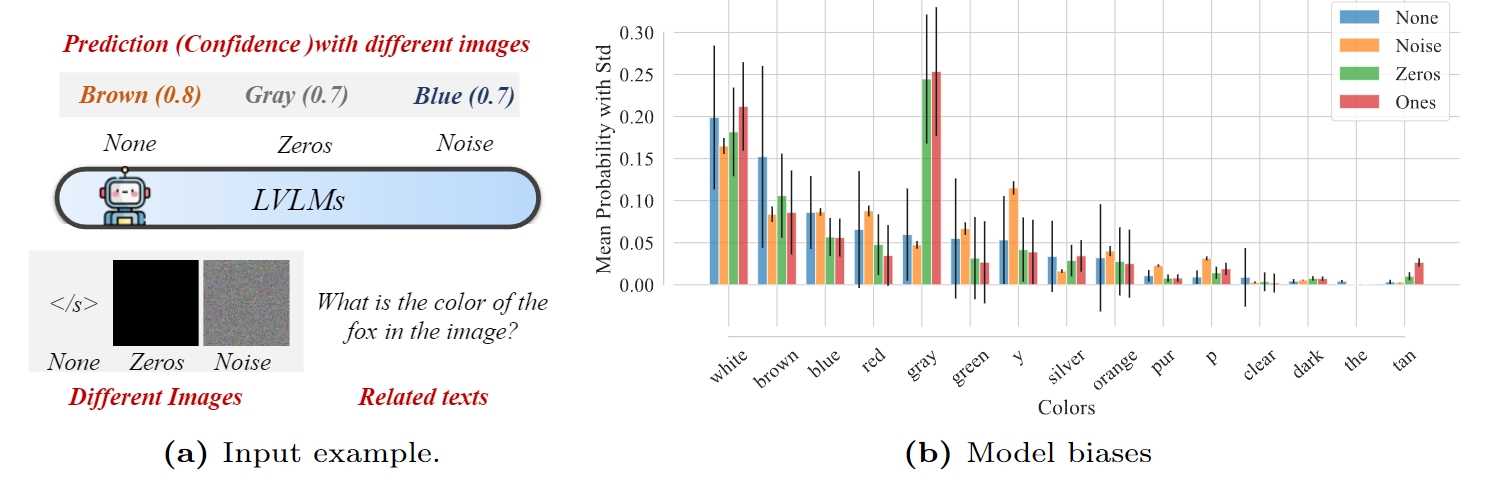 Prediction (Confidence )with different images
Brown (0.8) Gray (0.7) Blue (0.7)
None Zeros Noise
LVLMs
</s>
None Zeros Noise
What is the color of the
fox in the image?
Different Images Related texts
(a) Input example.
Mean Probability with Std
0.30
0.25
0.20
0.15
0.10
0.05
0.00
None
Noise
Zeros
Ones
white brown blue red gray green y silver orange pur p clear dark the tan
Colors
(b) Model biases